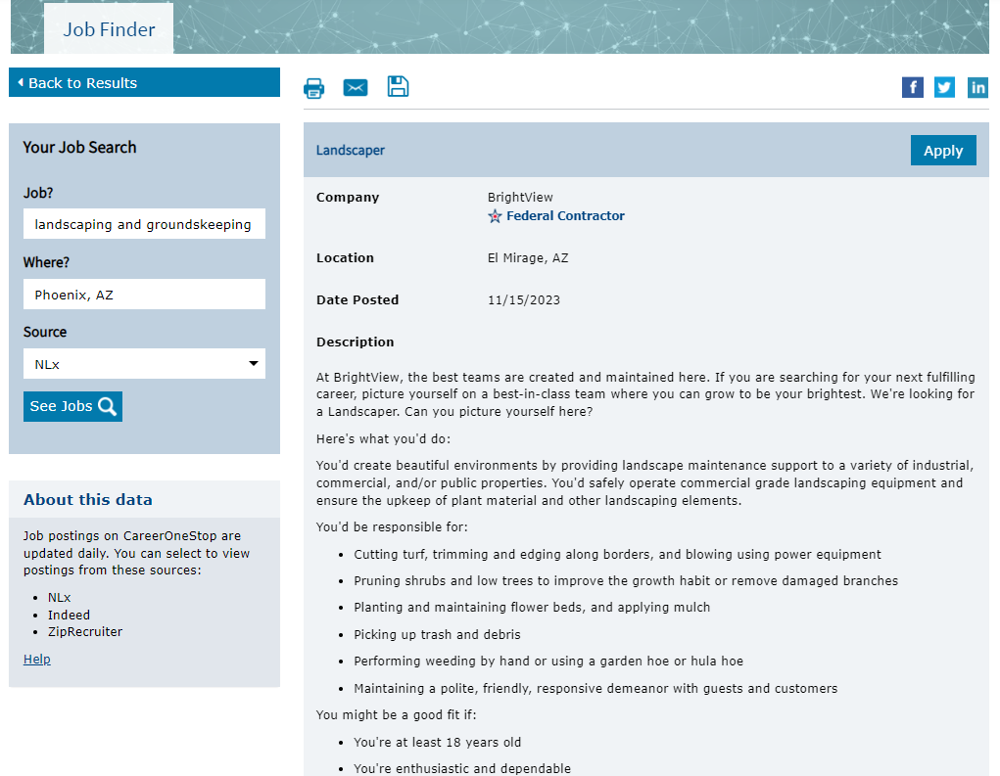 Job Finder
Back to Results
Your Job Search
Job?
landscaping and groundskeeping
Where?
Phoenix, AZ
Source
NLx
See Jobs
About this data
Job postings on CareerOneStop are
updated daily. You can select to view
postings from these sources:
NLx
Indeed
ZipRecruiter
Help
f
in
Landscaper
Apply
Company
BrightView
Federal Contractor
Location
El Mirage, AZ
Date Posted
11/15/2023
Description
At BrightView, the best teams are created and maintained here. If you are searching for your next fulfilling
career, picture yourself on a best-in-class team where you can grow to be your brightest. We're looking for
a Landscaper. Can you picture yourself here?
Here's what you'd do:
You'd create beautiful environments by providing landscape maintenance support to a variety of industrial,
commercial, and/or public properties. You'd safely operate commercial grade landscaping equipment and
ensure the upkeep of plant material and other landscaping elements.
You'd be responsible for:
Cutting turf, trimming and edging along borders, and blowing using power equipment
Pruning shrubs and low trees to improve the growth habit or remove damaged branches
Planting and maintaining flower beds, and applying mulch
Picking up trash and debris
Performing weeding by hand or using a garden hoe or hula hoe
Maintaining a polite, friendly, responsive demeanor with guests and customers
You might be a good fit if:
You're at least 18 years old
You're enthusiastic and dependable